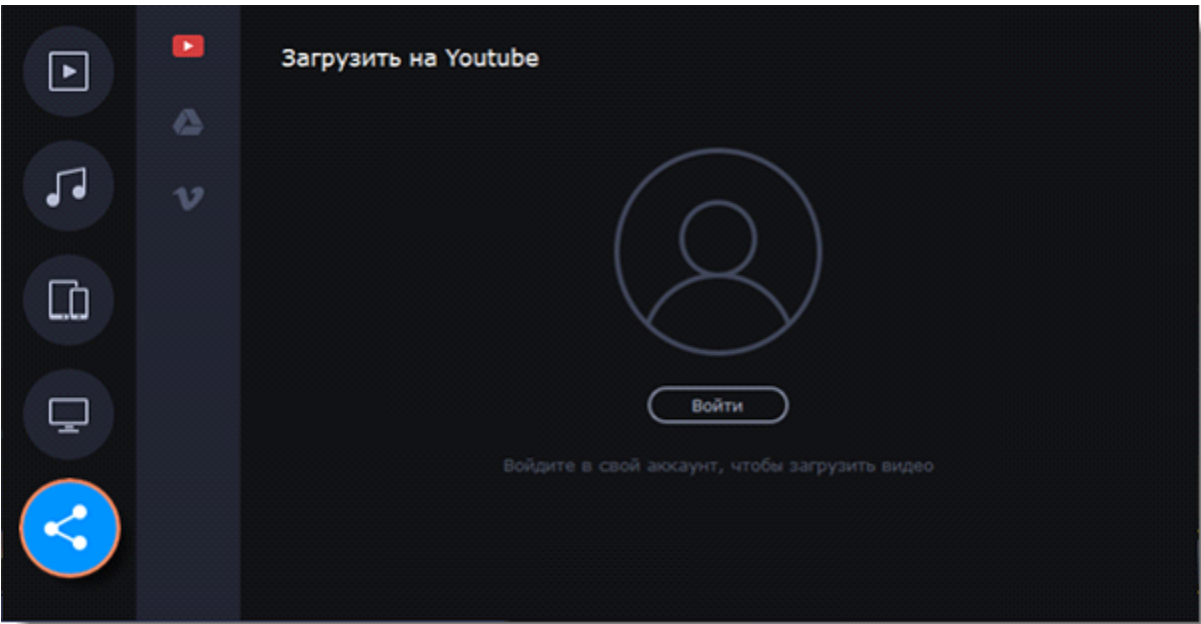 Загрузить на Youtube
Войти
Войдите в свой аккаунт, чтобы загрузить видео